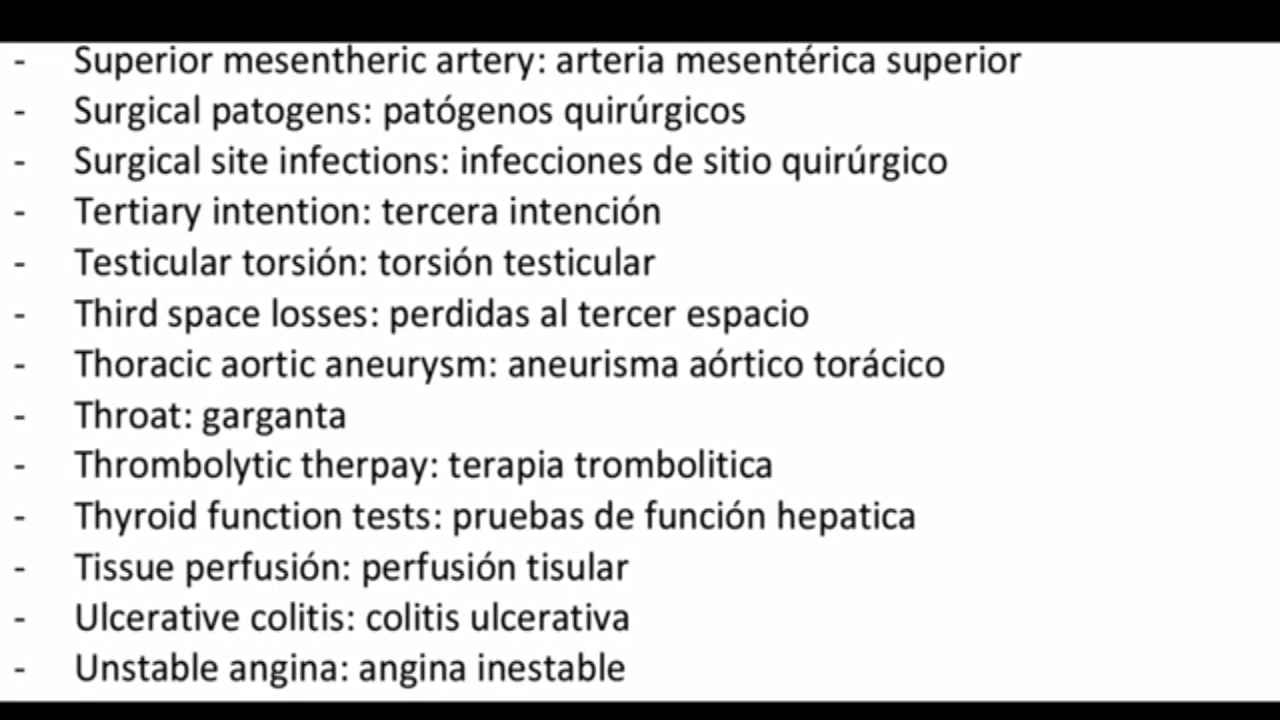 - Superior mesentheric artery: arteria mesentérica superior
- Surgical patogens: patógenos quirúrgicos
- Surgical site infections: infecciones de sitio quirúrgico
- Tertiary intention: tercera intención
- Testicular torsión: torsión testicular
- Third space losses: perdidas al tercer espacio
- Thoracic aortic aneurysm: aneurisma aórtico torácico
- Throat: garganta
- Thrombolytic therpay: terapia trombolitica
- Thyroid function tests: pruebas de función hepatica
- Tissue perfusión: perfusión tisular
- Ulcerative colitis: colitis ulcerativa
- Unstable angina: angina inestable